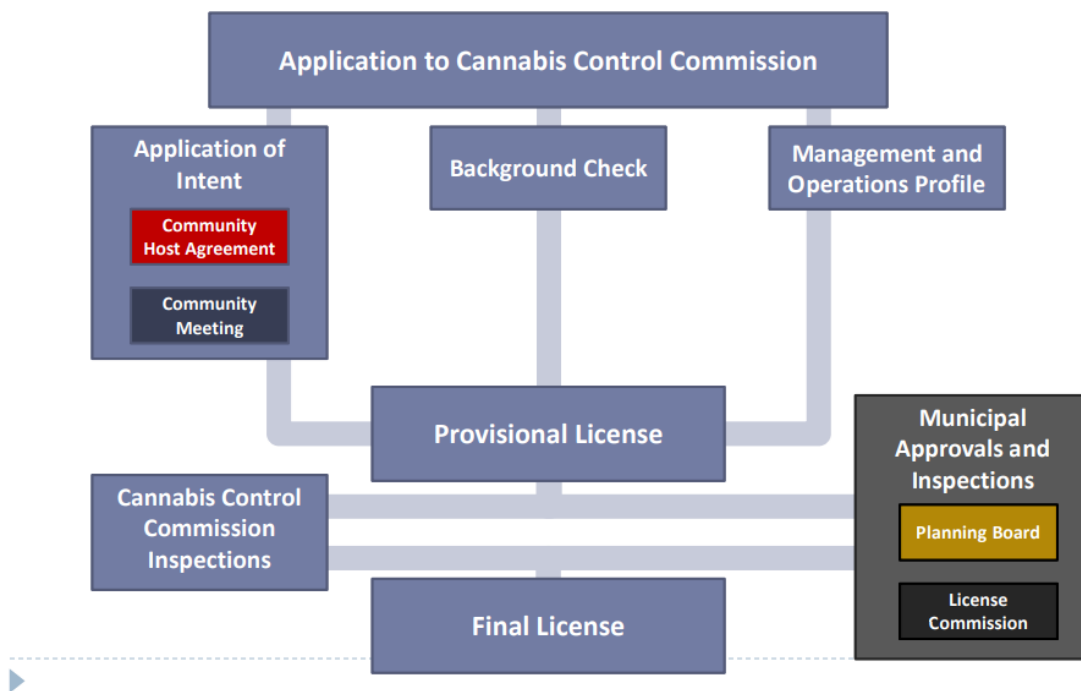 Application to Cannabis Control Commission
Application of
Intent
Community
Host Agreement
Community
Meeting
Background Check
Management and
Operations Profile
Provisional License
Cannabis Control
Commission
Inspections
Municipal
Approvals and
Inspections
Planning Board
License
Commission
Final License